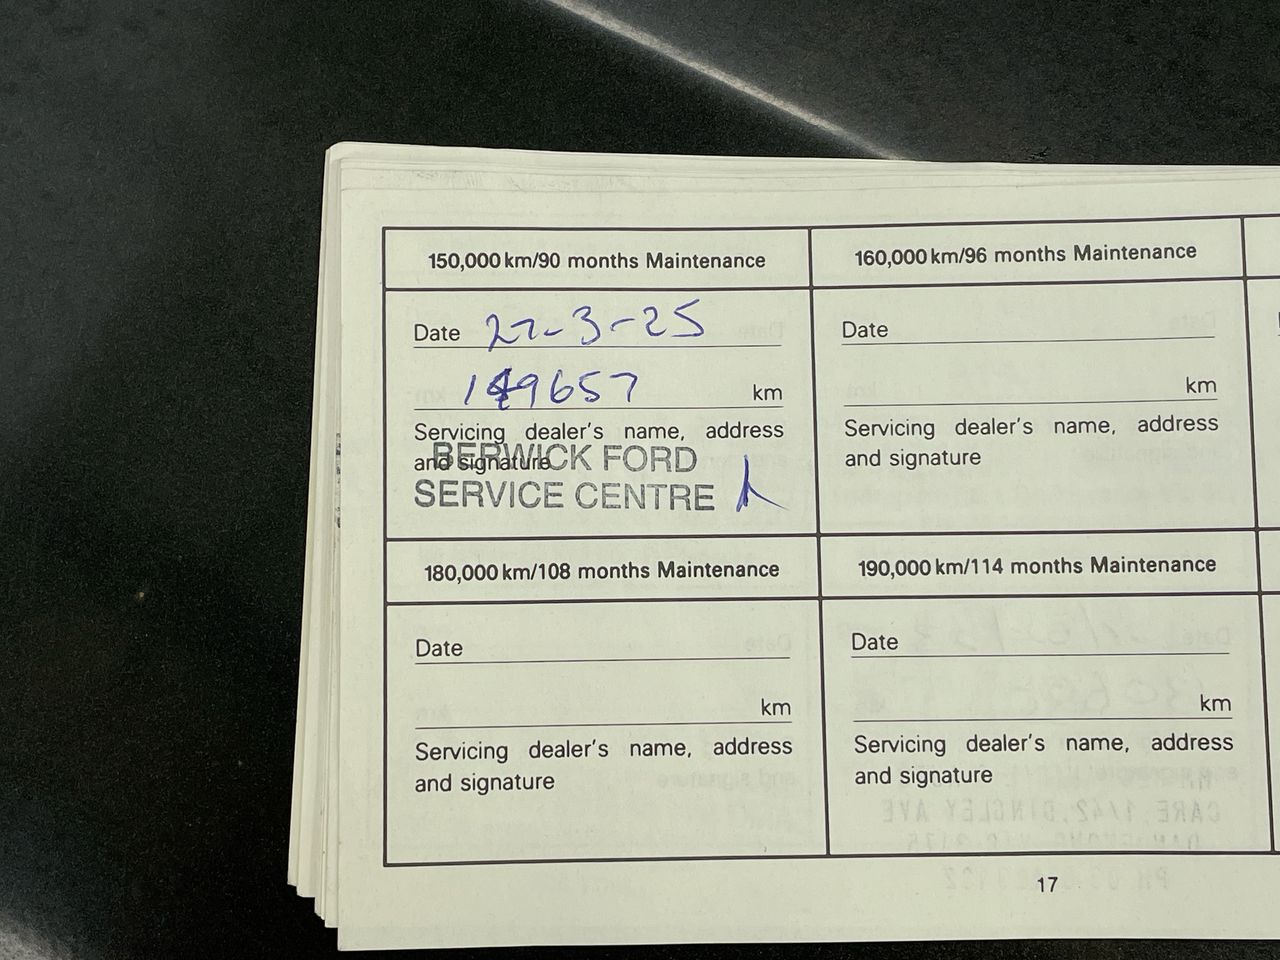 150,000 km/90 months Maintenance
Date 27-3-25
149657 km
Servicing dealer's name, address
and signature
BERWICK FORD
SERVICE CENTRE
160,000 km/96 months Maintenance
Date
km
Servicing dealer's name, address
and signature
180,000 km/108 months Maintenance
Date
km
Servicing dealer's name, address
and signature
190,000 km/114 months Maintenance
Date
km
Servicing dealer's name, address
and signature
17